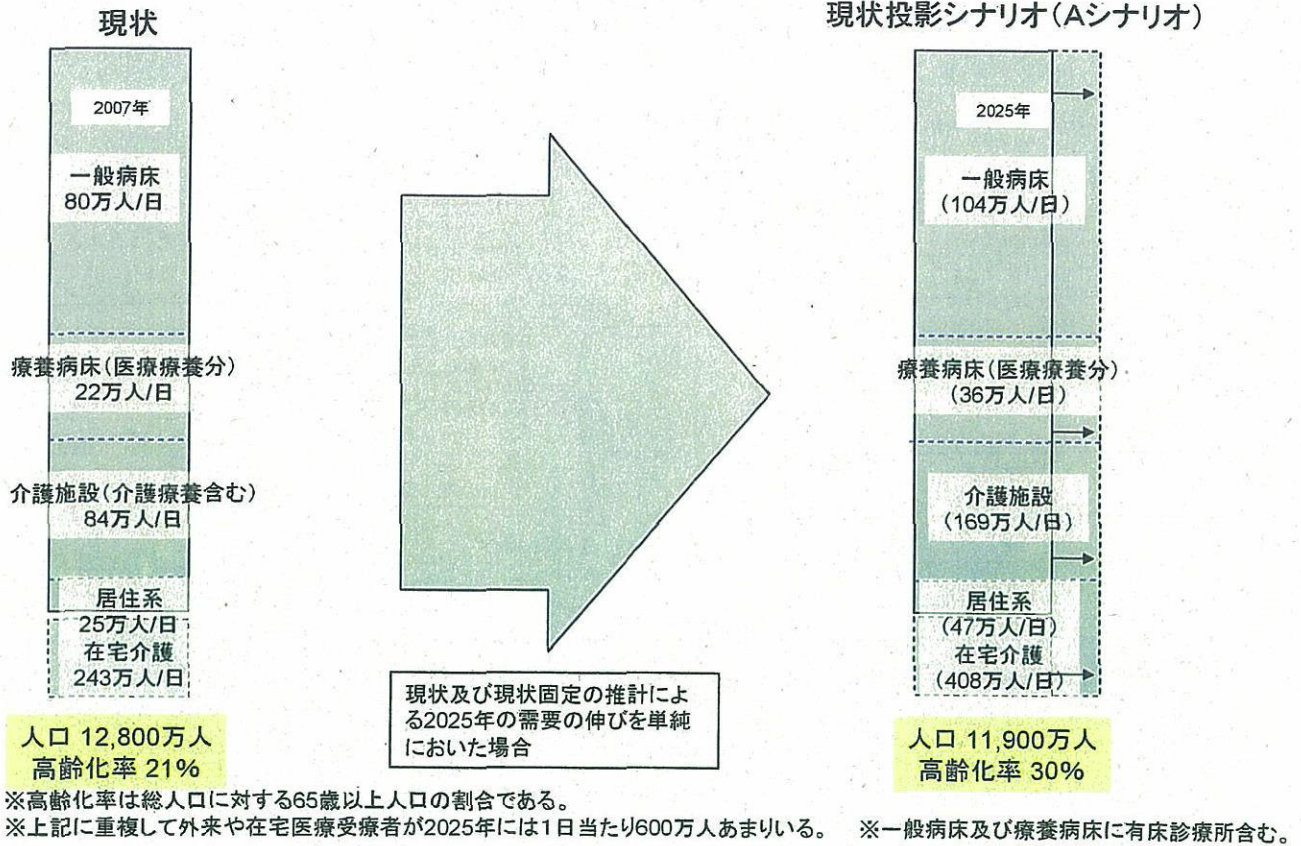 現状
2007年
一般病床
80万人/日
療養病床(医療療養分)
22万人/日
介護施設(介護療養含む)
84万人/日
居住系
25万人/日
在宅介護
243万人/日
人口 12,800万人
高齢化率 21%
現状及び現状固定の推計によ
る2025年の需要の伸びを単純
においた場合
現状投影シナリオ(Aシナリオ)
2025年
一般病床
(104万人/日)
療養病床(医療療養分)
(36万人/日)
介護施設
(169万人/日)
居住系
(47万人/日)
在宅介護
(408万人/日)
人口 11,900万人
高齢化率 30%
※高齢化率は総人口に対する65歳以上人口の割合である。
※上記に重複して外来や在宅医療受療者が2025年には1日当たり600万人あまりいる。 ※一般病床及び療養病床に有床診療所含む。